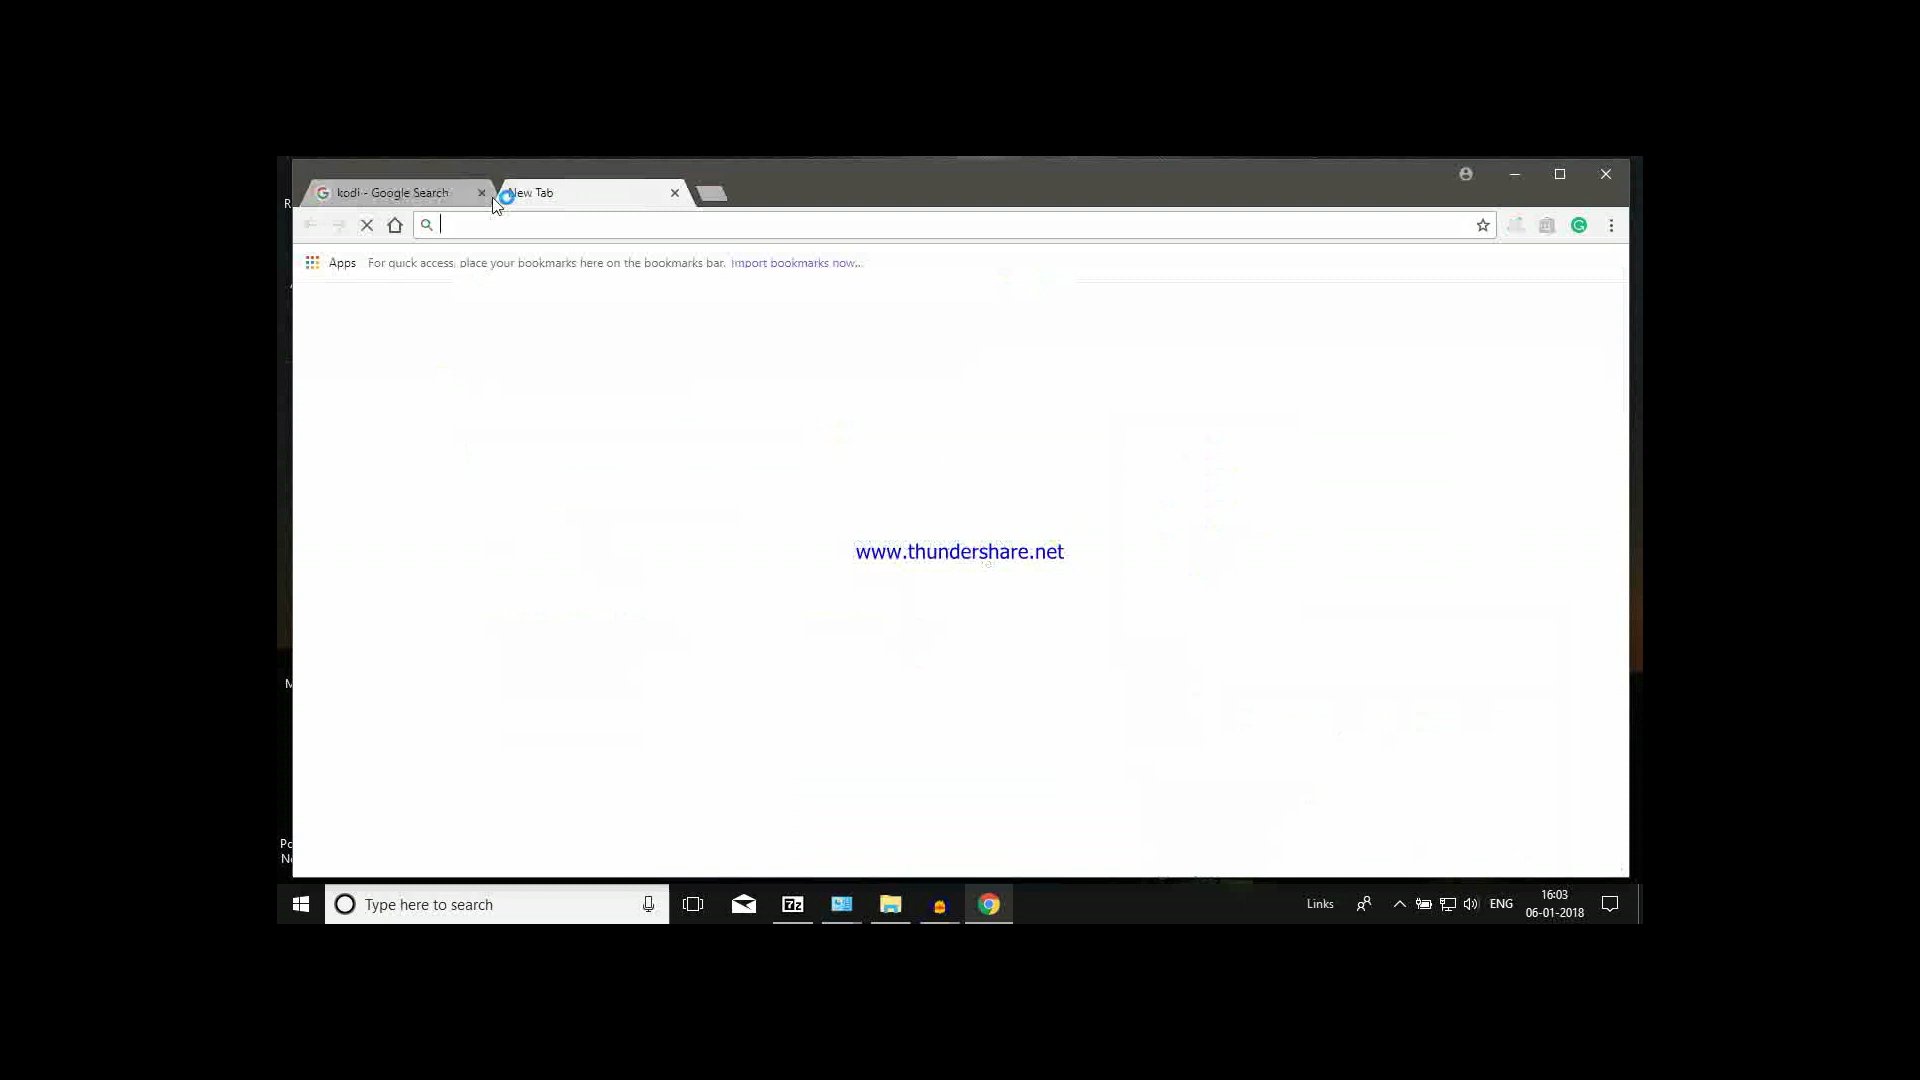 kodi - Google Search
New Tab
Apps For quick access, place your bookmarks here on the bookmarks bar. Import bookmarks now...
www.thundershare.net
Type here to search
7z
Links
ENG
16:03
06-01-2018